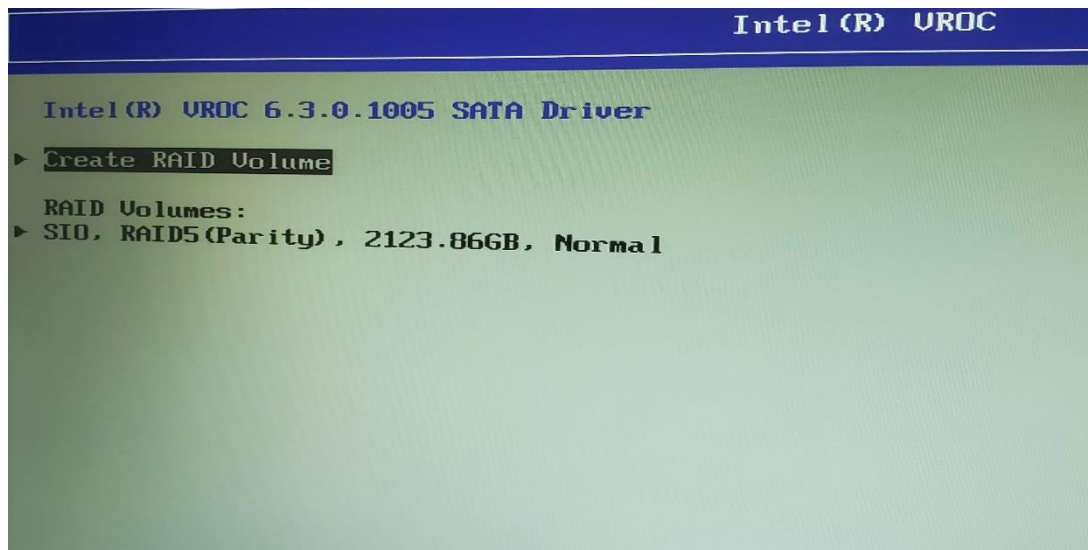 Intel(R) VROC
Intel(R) VROC 6.3.0.1005 SATA Driver
Create RAID Volume
RAID Volumes:
SIO, RAID5(Parity), 2123.86GB, Normal